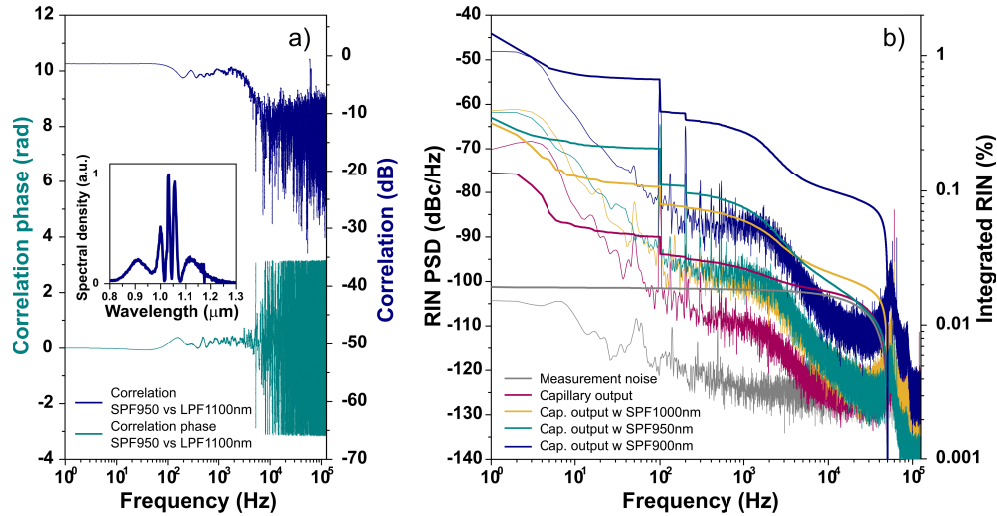 a)
12
10
8
6
4
2
0
-2
-4
Correlation phase (rad)
0
-10
-20
-30
-40
-50
-60
-70
Correlation (dB)
Spectral density (a.u.)
1
0
0.8 0.9 1.0 1.1 1.2 1.3
Wavelength (μm)
Correlation
SPF950 vs LPF1100nm
Correlation phase
SPF950 vs LPF1100nm
10⁰ 10¹ 10² 10³ 10⁴ 10⁵
Frequency (Hz)
b)
-40
-50
-60
-70
-80
-90
-100
-110
-120
-130
-140
RIN PSD (dBc/Hz)
1
0.1
0.01
0.001
Integrated RIN (%)
Measurement noise
Capillary output
Cap. output w SPF1000nm
Cap. output w SPF950nm
Cap. output w SPF900nm
10⁰ 10¹ 10² 10³ 10⁴ 10⁵
Frequency (Hz)